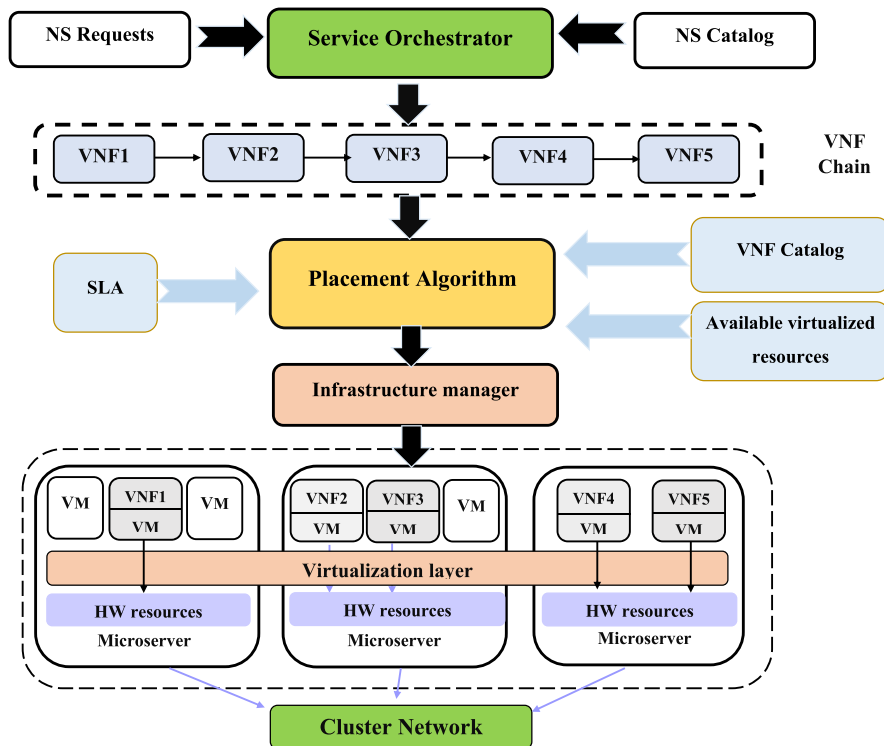 NS Requests
Service Orchestrator
NS Catalog
VNF1
VNF2
VNF3
VNF4
VNF5
VNF
Chain
SLA
Placement Algorithm
VNF Catalog
Available virtualized
resources
Infrastructure manager
VM
VNF1
VM
VM
VNF2
VM
VNF3
VM
VM
VNF4
VM
VNF5
VM
Virtualization layer
HW resources
HW resources
HW resources
Microserver
Microserver
Microserver
Cluster Network